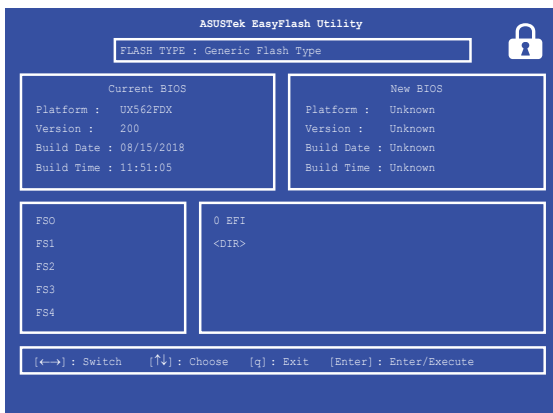 ASUSTek EasyFlash Utility
FLASH TYPE : Generic Flash Type
Current BIOS
Platform : UX562FDX
Version : 200
Build Date : 08/15/2018
Build Time : 11:51:05
New BIOS
Platform : Unknown
Version : Unknown
Build Date : Unknown
Build Time : Unknown
FSO
FS1
FS2
FS3
FS4
0 EFI
<DIR>
[←→] : Switch [↑↓] : Choose [q] : Exit [Enter] : Enter/Execute